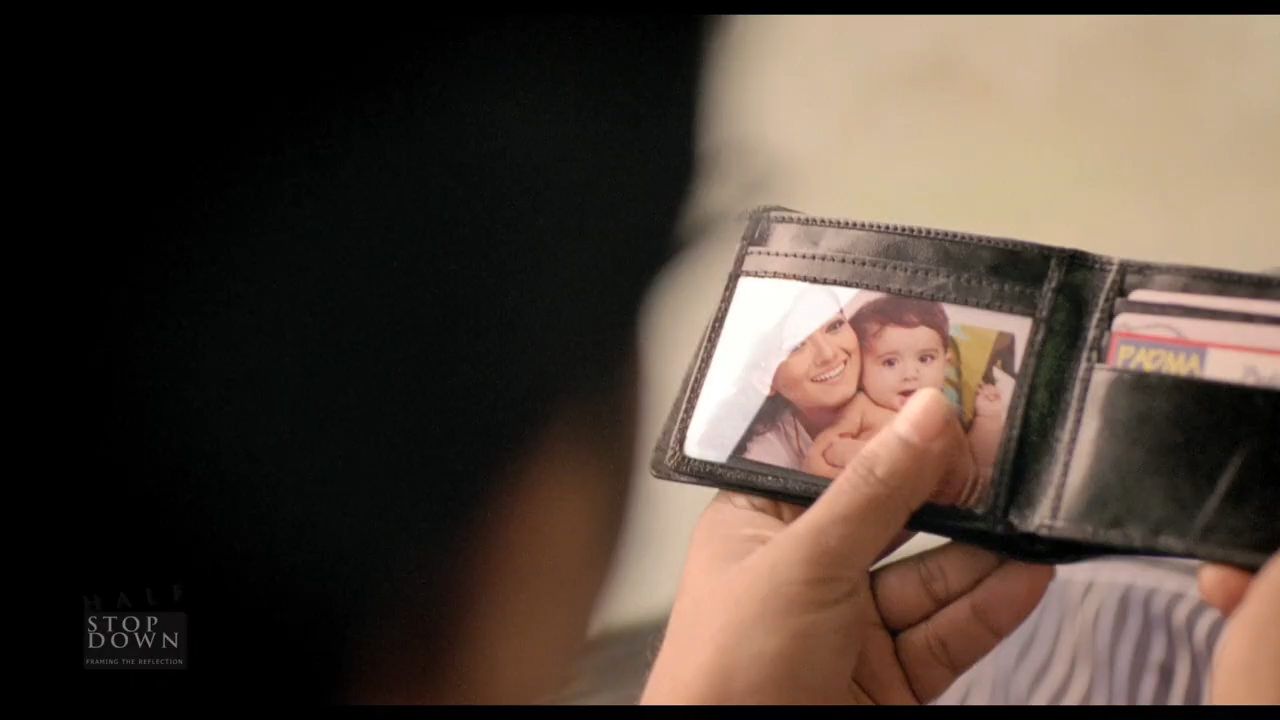 PADMA
HALF
STOP
DOWN
FRAMING THE REFLECTION